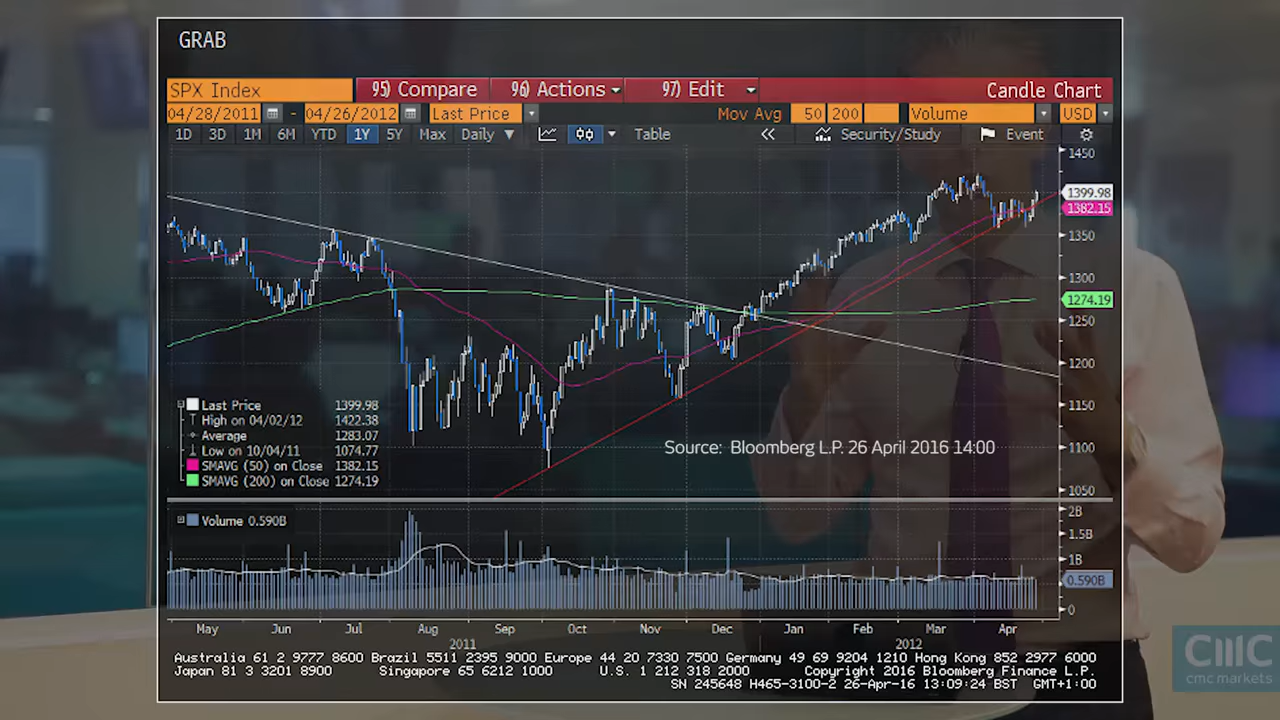 GRAB
SPX Index 95) Compare 96) Actions 97) Edit Candle Chart
04/28/2011 - 04/26/2012 Last Price Mov Avg 50 200 Volume USD
1D 3D 1M 6M YTD 1Y 5Y Max Daily Table « Security/Study Event
1450
1399.98
1382.15
1350
1300
1274.19
1250
1200
1150
1100
1050
Last Price 1399.98
High on 04/02/12 1422.38
Average 1283.07
Low on 10/04/11 1074.77
SMAVG (50) on Close 1382.15
SMAVG (200) on Close 1274.19
Source: Bloomberg L.P. 26 April 2016 14:00
Volume 0.590B
2B
1.5B
1B
0.590B
0
May Jun Jul Aug Sep Oct Nov Dec Jan Feb Mar Apr
2011 2012
Australia 61 2 9777 8600 Brazil 5511 2395 9000 Europe 44 20 7330 7500 Germany 49 69 9204 1210 Hong Kong 852 2977 6000
Japan 81 3 3201 8900 Singapore 65 6212 1000 U.S. 1 212 318 2000 Copyright 2016 Bloomberg Finance L.P.
SN 245648 H465-3100-2 26-Apr-16 13:09:24 BST GMT+1:00
CMC
cmc markets